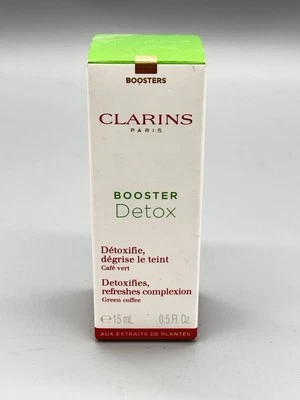 BOOSTERS
CLARINS
PARIS
BOOSTER
Detox
Détoxifie,
dégrise le teint
Café vert
Detoxifies,
refreshes complexion
Green coffee
℮ 15 mL 0.5 Fl. Oz.
AUX EXTRAITS DE PLANTES